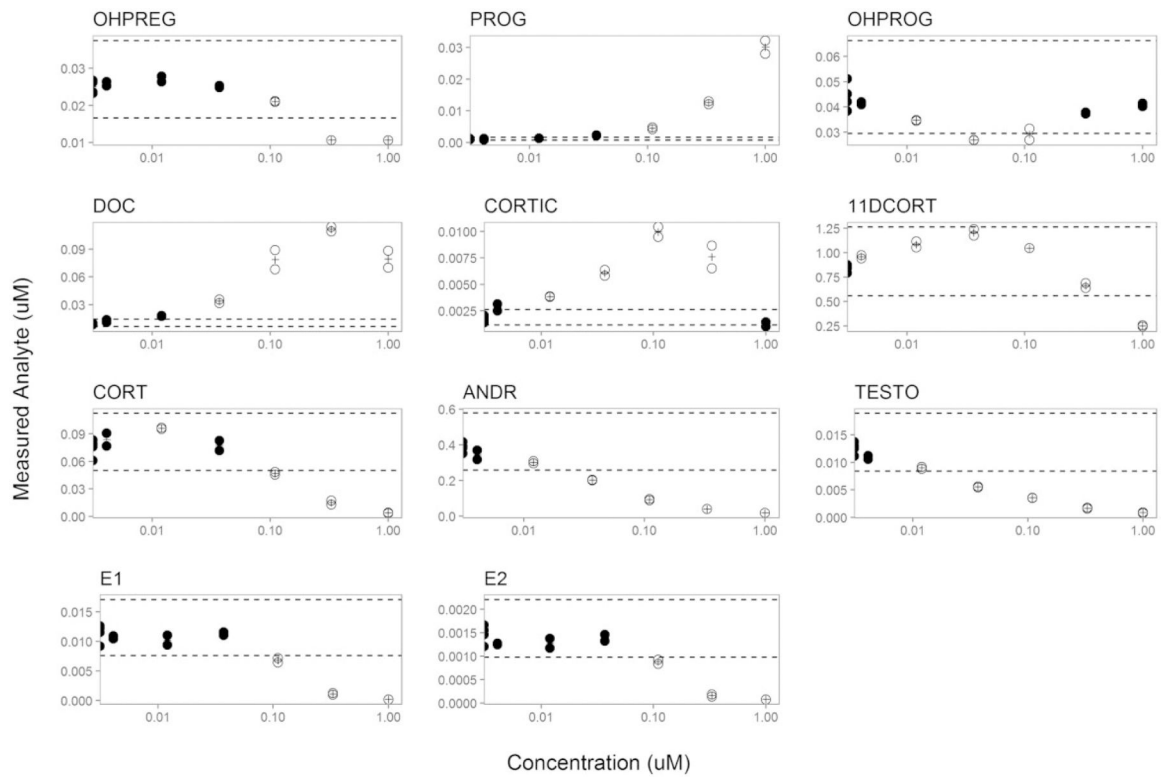 OHPREG PROG OHPROG
0.03 0.03 0.06
0.02 0.02 0.05
0.01 0.01 0.04
0.00 0.03
0.01 0.10 1.00 0.01 0.10 1.00 0.01 0.10 1.00
DOC CORTIC 11DCORT
0.09 0.0100 1.25
0.06 0.0075 1.00
0.03 0.0050 0.75
0.0025 0.50
0.25
0.01 0.10 1.00 0.01 0.10 1.00 0.01 0.10 1.00
Measured Analyte (uM)
CORT ANDR TESTO
0.09 0.6 0.015
0.06 0.4 0.010
0.03 0.2 0.005
0.00 0.0 0.000
0.01 0.10 1.00 0.01 0.10 1.00 0.01 0.10 1.00
E1 E2
0.015 0.0020
0.010 0.0015
0.005 0.0010
0.000 0.0005
0.0000
0.01 0.10 1.00 0.01 0.10 1.00
Concentration (uM)